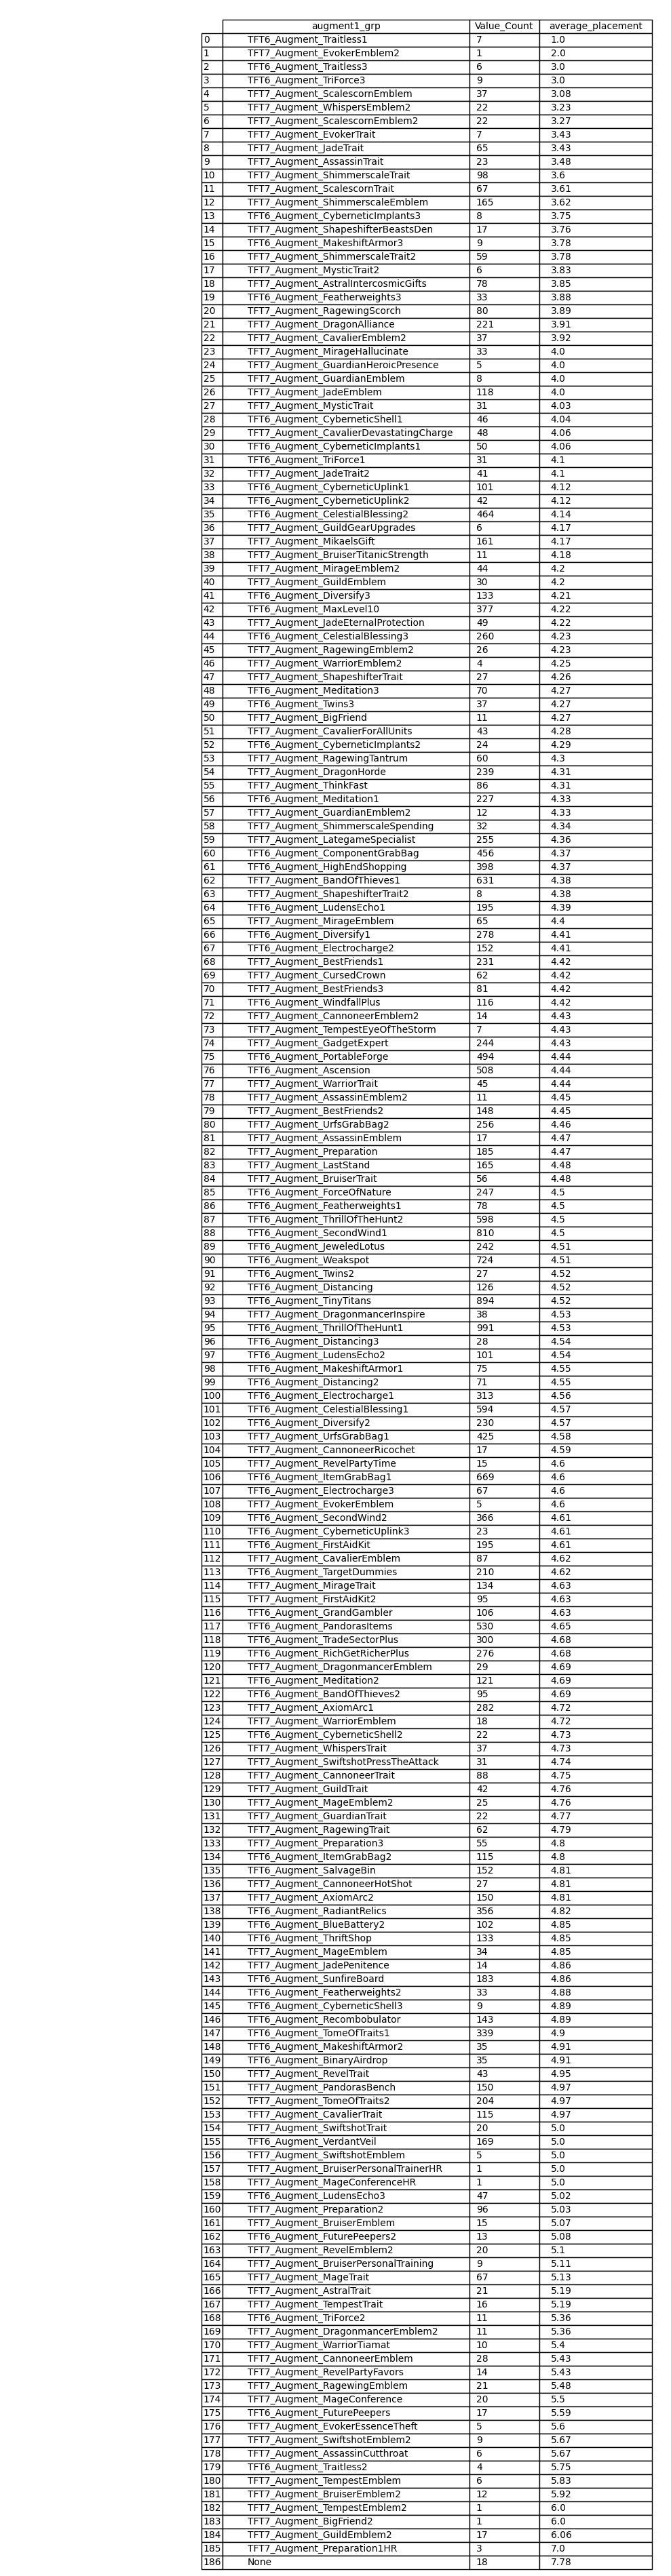 augment1_grp Value_Count average_placement
0 TFT6_Augment_Traitless1 7 1.0
1 TFT7_Augment_EvokerEmblem2 1 2.0
2 TFT6_Augment_Traitless3 6 3.0
3 TFT6_Augment_TriForce3 9 3.0
4 TFT7_Augment_ScalescornEmblem 37 3.08
5 TFT7_Augment_WhispersEmblem2 22 3.23
6 TFT7_Augment_ScalescornEmblem2 22 3.27
7 TFT7_Augment_EvokerTrait 7 3.43
8 TFT7_Augment_JadeTrait 65 3.43
9 TFT7_Augment_AssassinTrait 23 3.48
10 TFT7_Augment_ShimmerscaleTrait 98 3.6
11 TFT7_Augment_ScalescornTrait 67 3.61
12 TFT7_Augment_ShimmerscaleEmblem 165 3.62
13 TFT6_Augment_CyberneticImplants3 8 3.75
14 TFT7_Augment_ShapeshifterBeastsDen 17 3.76
15 TFT6_Augment_MakeshiftArmor3 9 3.78
16 TFT7_Augment_ShimmerscaleTrait2 59 3.78
17 TFT7_Augment_MysticTrait2 6 3.83
18 TFT7_Augment_AstralIntercosmicGifts 78 3.85
19 TFT6_Augment_Featherweights3 33 3.88
20 TFT7_Augment_RagewingScorch 80 3.89
21 TFT7_Augment_DragonAlliance 221 3.91
22 TFT7_Augment_CavalierEmblem2 37 3.92
23 TFT7_Augment_MirageHallucinate 33 4.0
24 TFT7_Augment_GuardianHeroicPresence 5 4.0
25 TFT7_Augment_GuardianEmblem 8 4.0
26 TFT7_Augment_JadeEmblem 118 4.0
27 TFT7_Augment_MysticTrait 31 4.03
28 TFT6_Augment_CyberneticShell1 46 4.04
29 TFT7_Augment_CavalierDevastatingCharge 48 4.06
30 TFT6_Augment_CyberneticImplants1 50 4.06
31 TFT6_Augment_TriForce1 31 4.1
32 TFT7_Augment_JadeTrait2 41 4.1
33 TFT6_Augment_CyberneticUplink1 101 4.12
34 TFT6_Augment_CyberneticUplink2 42 4.12
35 TFT6_Augment_CelestialBlessing2 464 4.14
36 TFT7_Augment_GuildGearUpgrades 6 4.17
37 TFT7_Augment_MikaelsGift 161 4.17
38 TFT7_Augment_BruiserTitanicStrength 11 4.18
39 TFT7_Augment_MirageEmblem2 44 4.2
40 TFT7_Augment_GuildEmblem 30 4.2
41 TFT6_Augment_Diversify3 133 4.21
42 TFT6_Augment_MaxLevel10 377 4.22
43 TFT7_Augment_JadeEternalProtection 49 4.22
44 TFT6_Augment_CelestialBlessing3 260 4.23
45 TFT7_Augment_RagewingEmblem2 26 4.23
46 TFT7_Augment_WarriorEmblem2 4 4.25
47 TFT7_Augment_ShapeshifterTrait 27 4.26
48 TFT6_Augment_Meditation3 70 4.27
49 TFT6_Augment_Twins3 37 4.27
50 TFT7_Augment_BigFriend 11 4.27
51 TFT7_Augment_CavalierForAllUnits 43 4.28
52 TFT6_Augment_CyberneticImplants2 24 4.29
53 TFT7_Augment_RagewingTantrum 60 4.3
54 TFT7_Augment_DragonHorde 239 4.31
55 TFT7_Augment_ThinkFast 86 4.31
56 TFT6_Augment_Meditation1 227 4.33
57 TFT7_Augment_GuardianEmblem2 12 4.33
58 TFT7_Augment_ShimmerscaleSpending 32 4.34
59 TFT7_Augment_LategameSpecialist 255 4.36
60 TFT6_Augment_ComponentGrabBag 456 4.37
61 TFT6_Augment_HighEndShopping 398 4.37
62 TFT7_Augment_BandOfThieves1 631 4.38
63 TFT7_Augment_ShapeshifterTrait2 8 4.38
64 TFT6_Augment_LudensEcho1 195 4.39
65 TFT7_Augment_MirageEmblem 65 4.4
66 TFT6_Augment_Diversify1 278 4.41
67 TFT6_Augment_Electrocharge2 152 4.41
68 TFT7_Augment_BestFriends1 231 4.42
69 TFT7_Augment_CursedCrown 62 4.42
70 TFT7_Augment_BestFriends3 81 4.42
71 TFT6_Augment_WindfallPlus 116 4.42
72 TFT7_Augment_CannoneerEmblem2 14 4.43
73 TFT7_Augment_TempestEyeOfTheStorm 7 4.43
74 TFT7_Augment_GadgetExpert 244 4.43
75 TFT6_Augment_PortableForge 494 4.44
76 TFT6_Augment_Ascension 508 4.44
77 TFT7_Augment_WarriorTrait 45 4.44
78 TFT7_Augment_AssassinEmblem2 11 4.45
79 TFT7_Augment_BestFriends2 148 4.45
80 TFT7_Augment_UrfsGrabBag2 256 4.46
81 TFT7_Augment_AssassinEmblem 17 4.47
82 TFT7_Augment_Preparation 185 4.47
83 TFT7_Augment_LastStand 165 4.48
84 TFT7_Augment_BruiserTrait 56 4.48
85 TFT6_Augment_ForceOfNature 247 4.5
86 TFT6_Augment_Featherweights1 78 4.5
87 TFT6_Augment_ThrillOfTheHunt2 598 4.5
88 TFT6_Augment_SecondWind1 810 4.5
89 TFT6_Augment_JeweledLotus 242 4.51
90 TFT6_Augment_Weakspot 724 4.51
91 TFT6_Augment_Twins2 27 4.52
92 TFT6_Augment_Distancing 126 4.52
93 TFT6_Augment_TinyTitans 894 4.52
94 TFT7_Augment_DragonmancerInspire 38 4.53
95 TFT6_Augment_ThrillOfTheHunt1 991 4.53
96 TFT6_Augment_Distancing3 28 4.54
97 TFT6_Augment_LudensEcho2 101 4.54
98 TFT6_Augment_MakeshiftArmor1 75 4.55
99 TFT6_Augment_Distancing2 71 4.55
100 TFT6_Augment_Electrocharge1 313 4.56
101 TFT6_Augment_CelestialBlessing1 594 4.57
102 TFT6_Augment_Diversify2 230 4.57
103 TFT7_Augment_UrfsGrabBag1 425 4.58
104 TFT7_Augment_CannoneerRicochet 17 4.59
105 TFT7_Augment_RevelPartyTime 15 4.6
106 TFT6_Augment_ItemGrabBag1 669 4.6
107 TFT6_Augment_Electrocharge3 67 4.6
108 TFT7_Augment_EvokerEmblem 5 4.6
109 TFT6_Augment_SecondWind2 366 4.61
110 TFT6_Augment_CyberneticUplink3 23 4.61
111 TFT6_Augment_FirstAidKit 195 4.61
112 TFT7_Augment_CavalierEmblem 87 4.62
113 TFT6_Augment_TargetDummies 210 4.62
114 TFT7_Augment_MirageTrait 134 4.63
115 TFT7_Augment_FirstAidKit2 95 4.63
116 TFT6_Augment_GrandGambler 106 4.63
117 TFT6_Augment_PandorasItems 530 4.65
118 TFT6_Augment_TradeSectorPlus 300 4.68
119 TFT6_Augment_RichGetRicherPlus 276 4.68
120 TFT7_Augment_DragonmancerEmblem 29 4.69
121 TFT6_Augment_Meditation2 121 4.69
122 TFT7_Augment_BandOfThieves2 95 4.69
123 TFT7_Augment_AxiomArc1 282 4.72
124 TFT7_Augment_WarriorEmblem 18 4.72
125 TFT6_Augment_CyberneticShell2 22 4.73
126 TFT7_Augment_WhispersTrait 37 4.73
127 TFT7_Augment_SwiftshotPressTheAttack 31 4.74
128 TFT7_Augment_CannoneerTrait 88 4.75
129 TFT7_Augment_GuildTrait 42 4.76
130 TFT7_Augment_MageEmblem2 25 4.76
131 TFT7_Augment_GuardianTrait 22 4.77
132 TFT7_Augment_RagewingTrait 62 4.79
133 TFT7_Augment_Preparation3 55 4.8
134 TFT6_Augment_ItemGrabBag2 115 4.8
135 TFT6_Augment_SalvageBin 152 4.81
136 TFT7_Augment_CannoneerHotShot 27 4.81
137 TFT7_Augment_AxiomArc2 150 4.81
138 TFT6_Augment_RadiantRelics 356 4.82
139 TFT6_Augment_BlueBattery2 102 4.85
140 TFT6_Augment_ThriftShop 133 4.85
141 TFT7_Augment_MageEmblem 34 4.85
142 TFT7_Augment_JadePenitence 14 4.86
143 TFT6_Augment_SunfireBoard 183 4.86
144 TFT6_Augment_Featherweights2 33 4.88
145 TFT6_Augment_CyberneticShell3 9 4.89
146 TFT6_Augment_Recombobulator 143 4.89
147 TFT6_Augment_TomeOfTraits1 339 4.9
148 TFT6_Augment_MakeshiftArmor2 35 4.91
149 TFT6_Augment_BinaryAirdrop 35 4.91
150 TFT7_Augment_RevelTrait 43 4.95
151 TFT7_Augment_PandorasBench 150 4.97
152 TFT7_Augment_TomeOfTraits2 204 4.97
153 TFT7_Augment_CavalierTrait 115 4.97
154 TFT7_Augment_SwiftshotTrait 20 5.0
155 TFT6_Augment_VerdantVeil 169 5.0
156 TFT7_Augment_SwiftshotEmblem 5 5.0
157 TFT7_Augment_BruiserPersonalTrainerHR 1 5.0
158 TFT7_Augment_MageConferenceHR 1 5.0
159 TFT6_Augment_LudensEcho3 47 5.02
160 TFT7_Augment_Preparation2 96 5.03
161 TFT7_Augment_BruiserEmblem 15 5.07
162 TFT6_Augment_FuturePeepers2 13 5.08
163 TFT7_Augment_RevelEmblem2 20 5.1
164 TFT7_Augment_BruiserPersonalTraining 9 5.11
165 TFT7_Augment_MageTrait 67 5.13
166 TFT7_Augment_AstralTrait 21 5.19
167 TFT7_Augment_TempestTrait 16 5.19
168 TFT6_Augment_TriForce2 11 5.36
169 TFT7_Augment_DragonmancerEmblem2 11 5.36
170 TFT7_Augment_WarriorTiamat 10 5.4
171 TFT7_Augment_CannoneerEmblem 28 5.43
172 TFT7_Augment_RevelPartyFavors 14 5.43
173 TFT7_Augment_RagewingEmblem 21 5.48
174 TFT7_Augment_MageConference 20 5.5
175 TFT6_Augment_FuturePeepers 17 5.59
176 TFT7_Augment_EvokerEssenceTheft 5 5.6
177 TFT7_Augment_SwiftshotEmblem2 9 5.67
178 TFT7_Augment_AssassinCutthroat 6 5.67
179 TFT6_Augment_Traitless2 4 5.75
180 TFT7_Augment_TempestEmblem 6 5.83
181 TFT7_Augment_BruiserEmblem2 12 5.92
182 TFT7_Augment_TempestEmblem2 1 6.0
183 TFT7_Augment_BigFriend2 1 6.0
184 TFT7_Augment_GuildEmblem2 17 6.06
185 TFT7_Augment_Preparation1HR 3 7.0
186 None 18 7.78